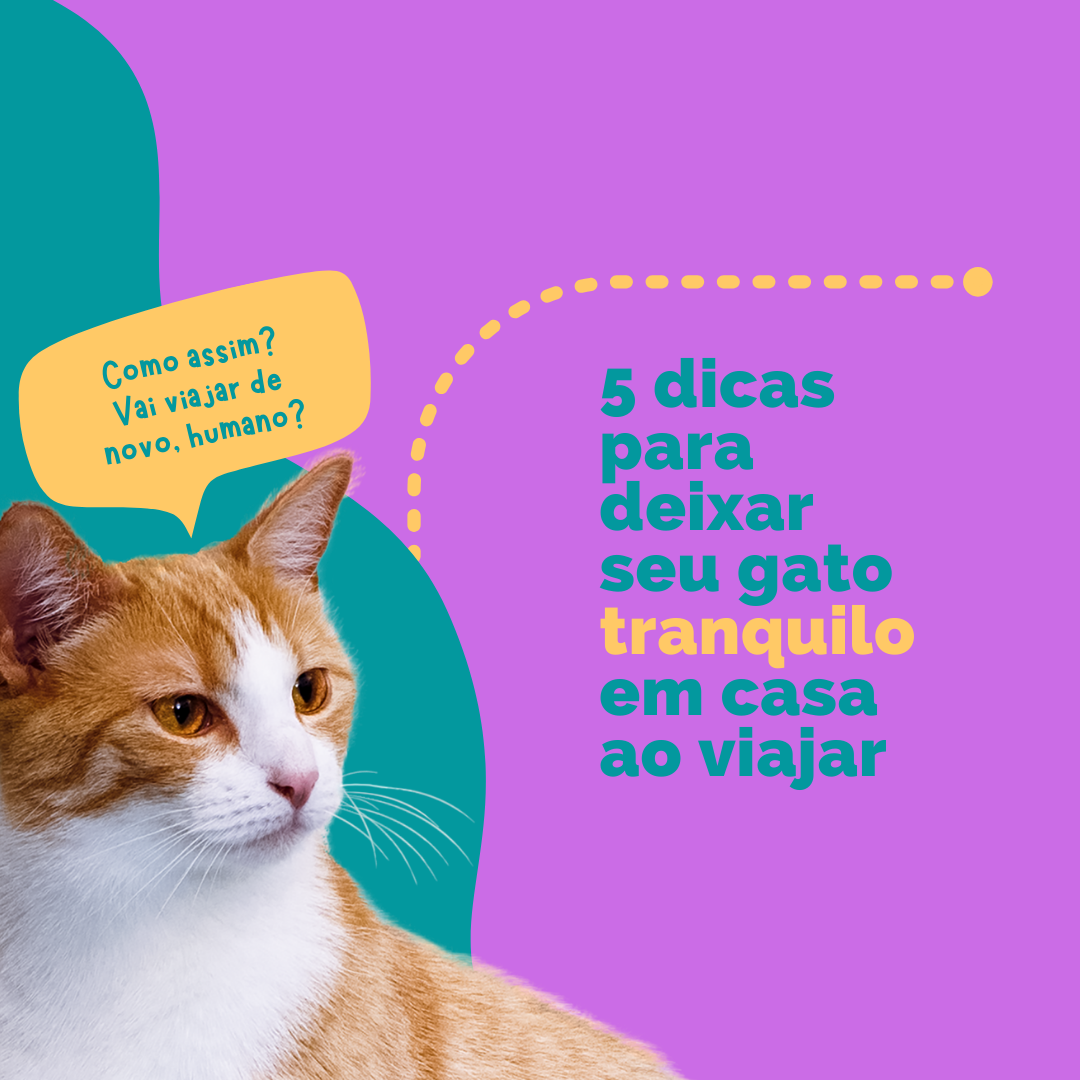 Como assim?
Vai viajar de
novo, humano?
5 dicas
para
deixar
seu gato
tranquilo
em casa
ao viajar